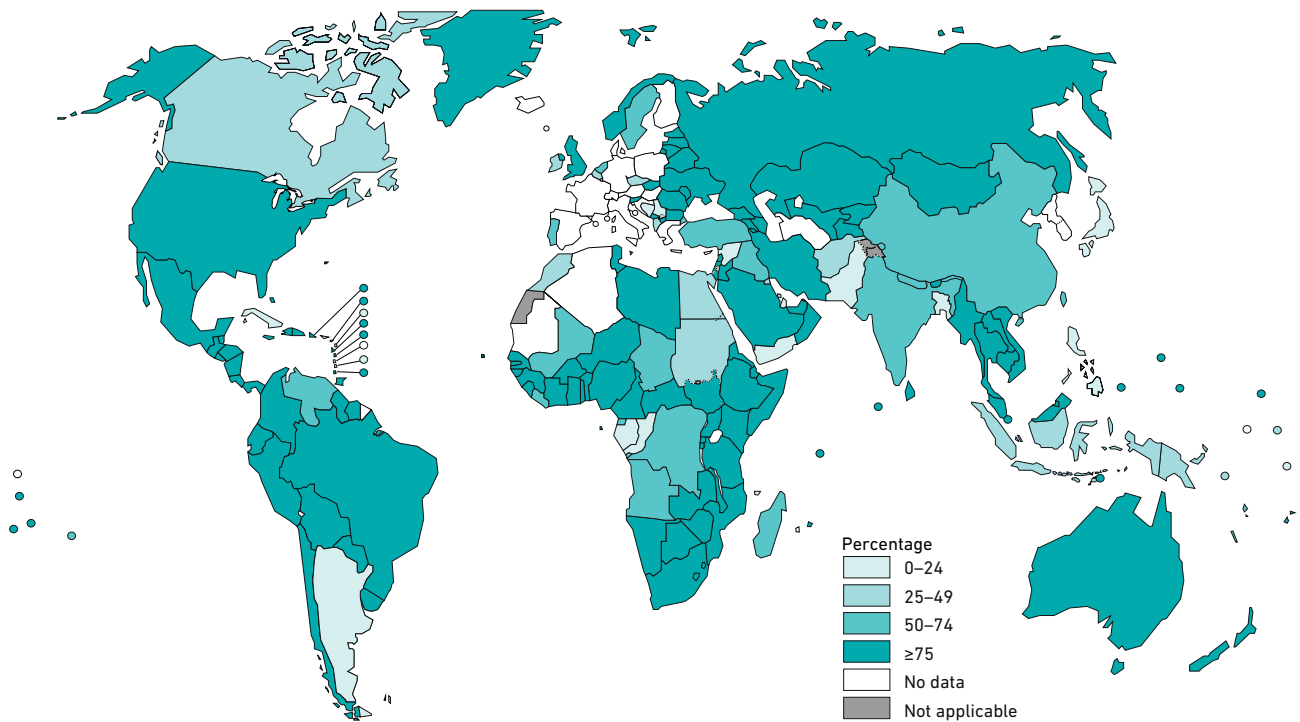 Percentage
0–24
25–49
50–74
≥75
No data
Not applicable